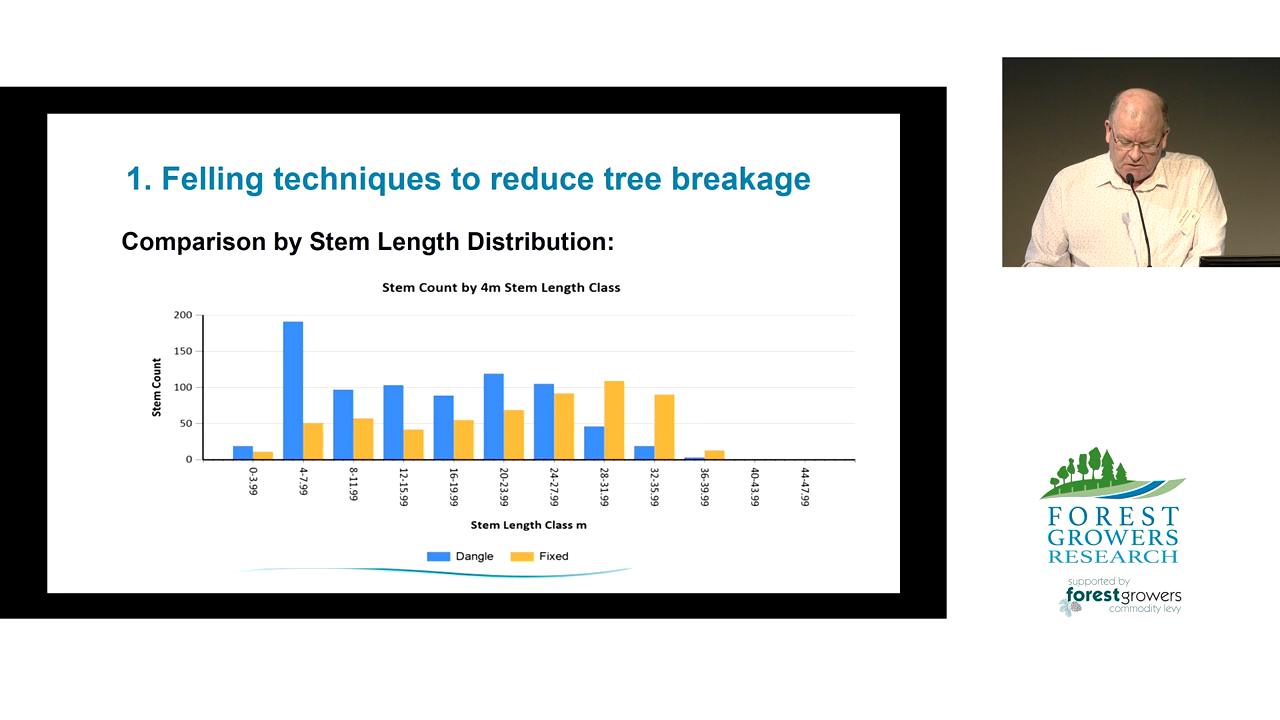 1. Felling techniques to reduce tree breakage
Comparison by Stem Length Distribution:
Stem Count by 4m Stem Length Class
Stem Count
200
150
100
50
0
0-3.99
4-7.99
8-11.99
12-15.99
16-19.99
20-23.99
24-27.99
28-31.99
32-35.99
36-39.99
40-43.99
44-47.99
Stem Length Class m
Dangle
Fixed
FOREST
GROWERS
RESEARCH
supported by
forestgrowers
commodity levy